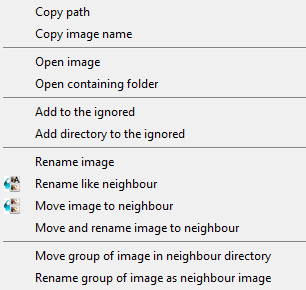 Copy path
Copy image name
Open image
Open containing folder
Add to the ignored
Add directory to the ignored
Rename image
Rename like neighbour
Move image to neighbour
Move and rename image to neighbour
Move group of image in neighbour directory
Rename group of image as neighbour image